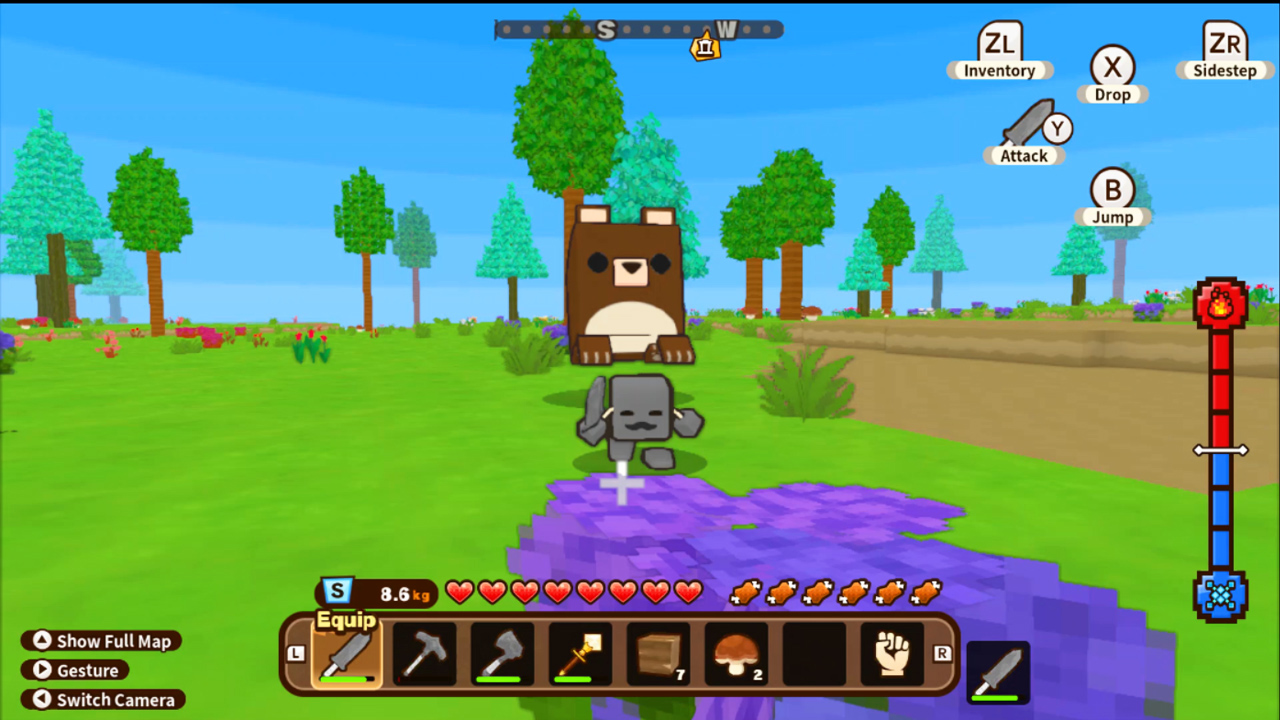 S
W
ZL
Inventory
X
Drop
ZR
Sidestep
Y
Attack
B
Jump
S 8.6 kg
Equip
L
7
2
R
Show Full Map
Gesture
Switch Camera